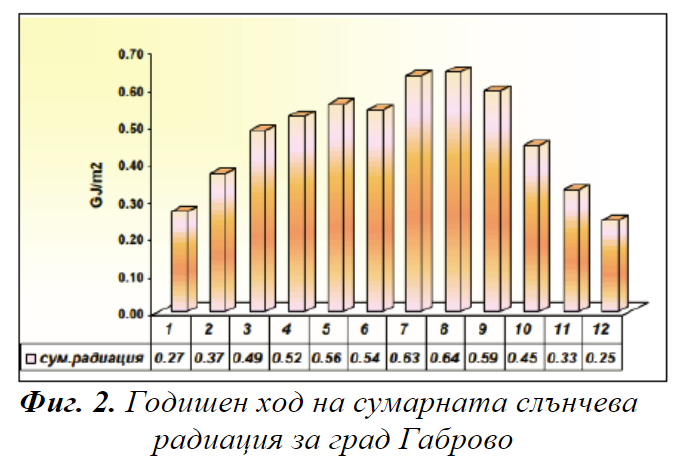 0.70
0.60
0.50
0.40
0.30
0.20
0.10
0.00
GJ/m2
1 2 3 4 5 6 7 8 9 10 11 12
сум.радиация 0.27 0.37 0.49 0.52 0.56 0.54 0.63 0.64 0.59 0.45 0.33 0.25
Фиг. 2. Годишен ход на сумарната слънчева
радиация за град Габрово